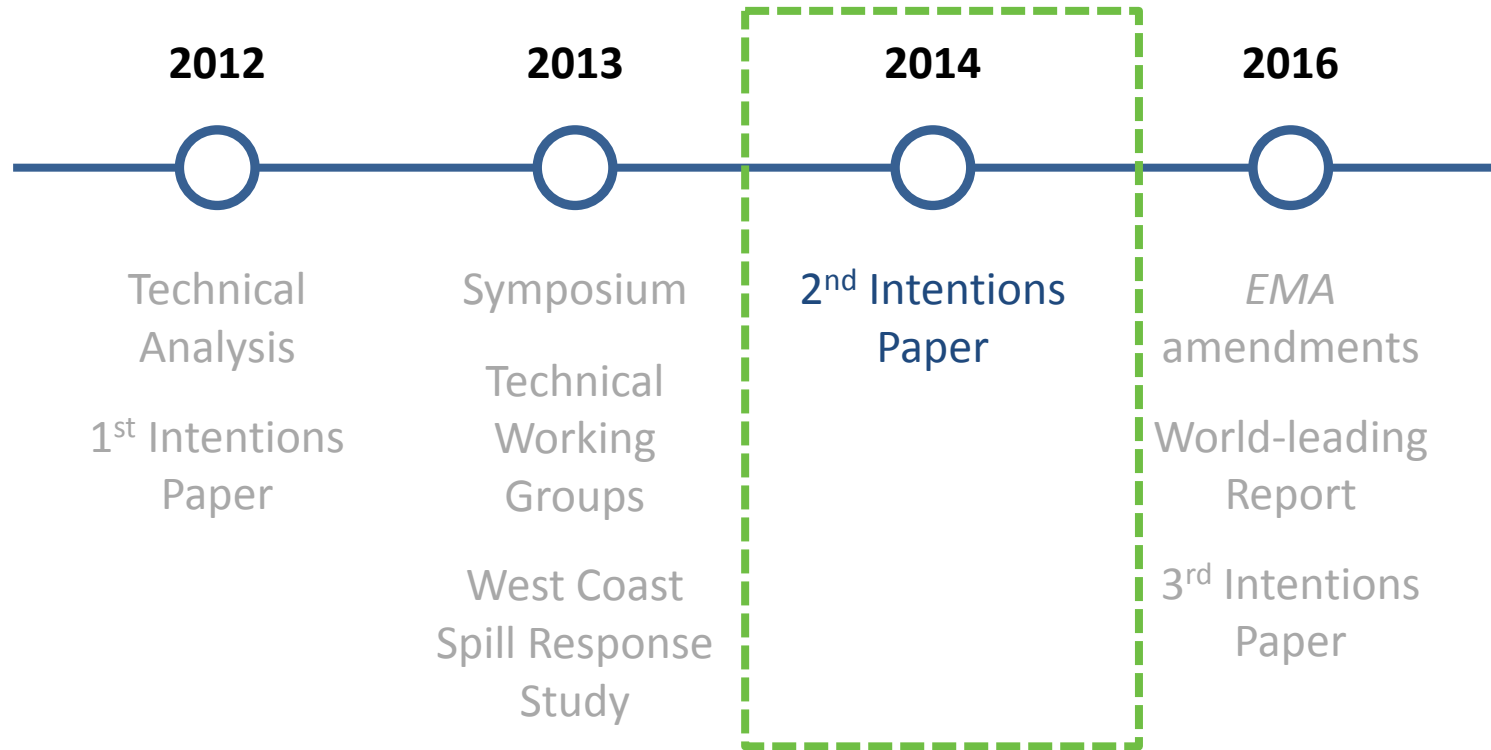 2012
2013
2014
2016
Technical
Analysis
1st Intentions
Paper
Symposium
Technical
Working
Groups
West Coast
Spill Response
Study
2nd Intentions
Paper
EMA
amendments
World-leading
Report
3rd Intentions
Paper